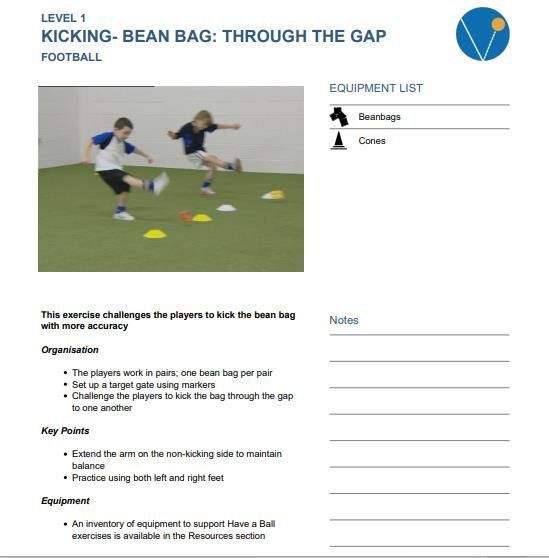 LEVEL 1
KICKING- BEAN BAG: THROUGH THE GAP
FOOTBALL
EQUIPMENT LIST
Beanbags
Cones
This exercise challenges the players to kick the bean bag
with more accuracy
Organisation
• The players work in pairs; one bean bag per pair
• Set up a target gate using markers
• Challenge the players to kick the bag through the gap
to one another
Key Points
• Extend the arm on the non-kicking side to maintain
balance
• Practice using both left and right feet
Equipment
• An inventory of equipment to support Have a Ball
exercises is available in the Resources section
Notes